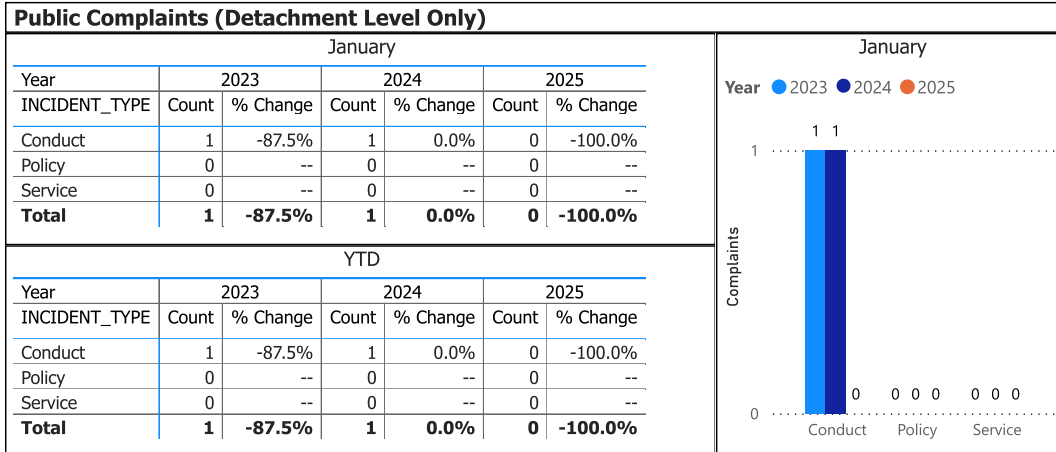 Public Complaints (Detachment Level Only)
January
Year 2023 2024 2025
INCIDENT_TYPE Count % Change Count % Change Count % Change
Conduct 1 -87.5% 1 0.0% 0 -100.0%
Policy 0 -- 0 -- 0 --
Service 0 -- 0 -- 0 --
Total 1 -87.5% 1 0.0% 0 -100.0%
YTD
Year 2023 2024 2025
INCIDENT_TYPE Count % Change Count % Change Count % Change
Conduct 1 -87.5% 1 0.0% 0 -100.0%
Policy 0 -- 0 -- 0 --
Service 0 -- 0 -- 0 --
Total 1 -87.5% 1 0.0% 0 -100.0%
January
Year 2023 2024 2025
1 1
1
Complaints
0 0 0 0 0 0 0
0
Conduct Policy Service